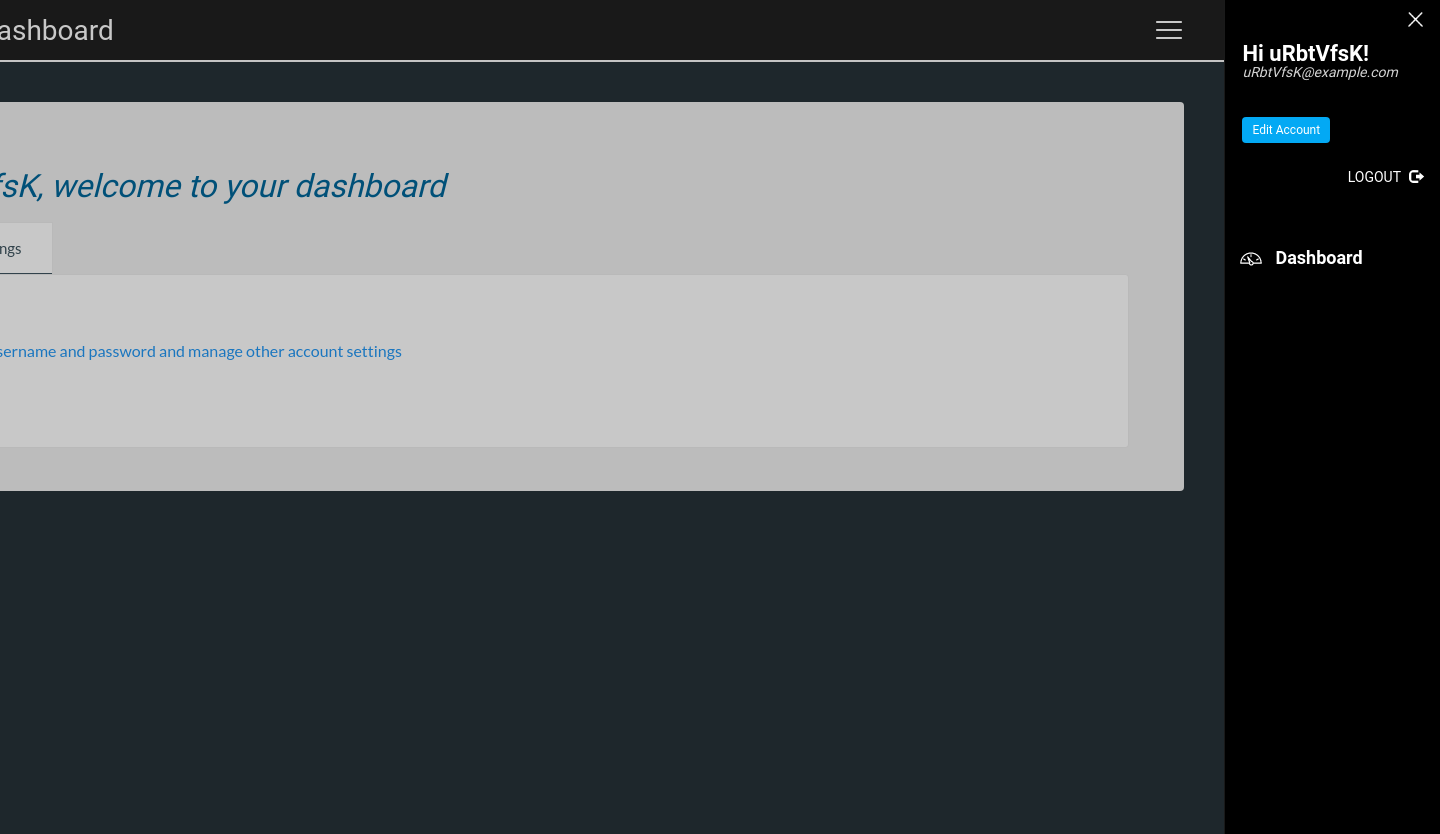 ashboard
fsK, welcome to your dashboard
ngs
sername and password and manage other account settings
Hi uRbtVfsK!
uRbtVfsK@example.com
Edit Account
LOGOUT
Dashboard